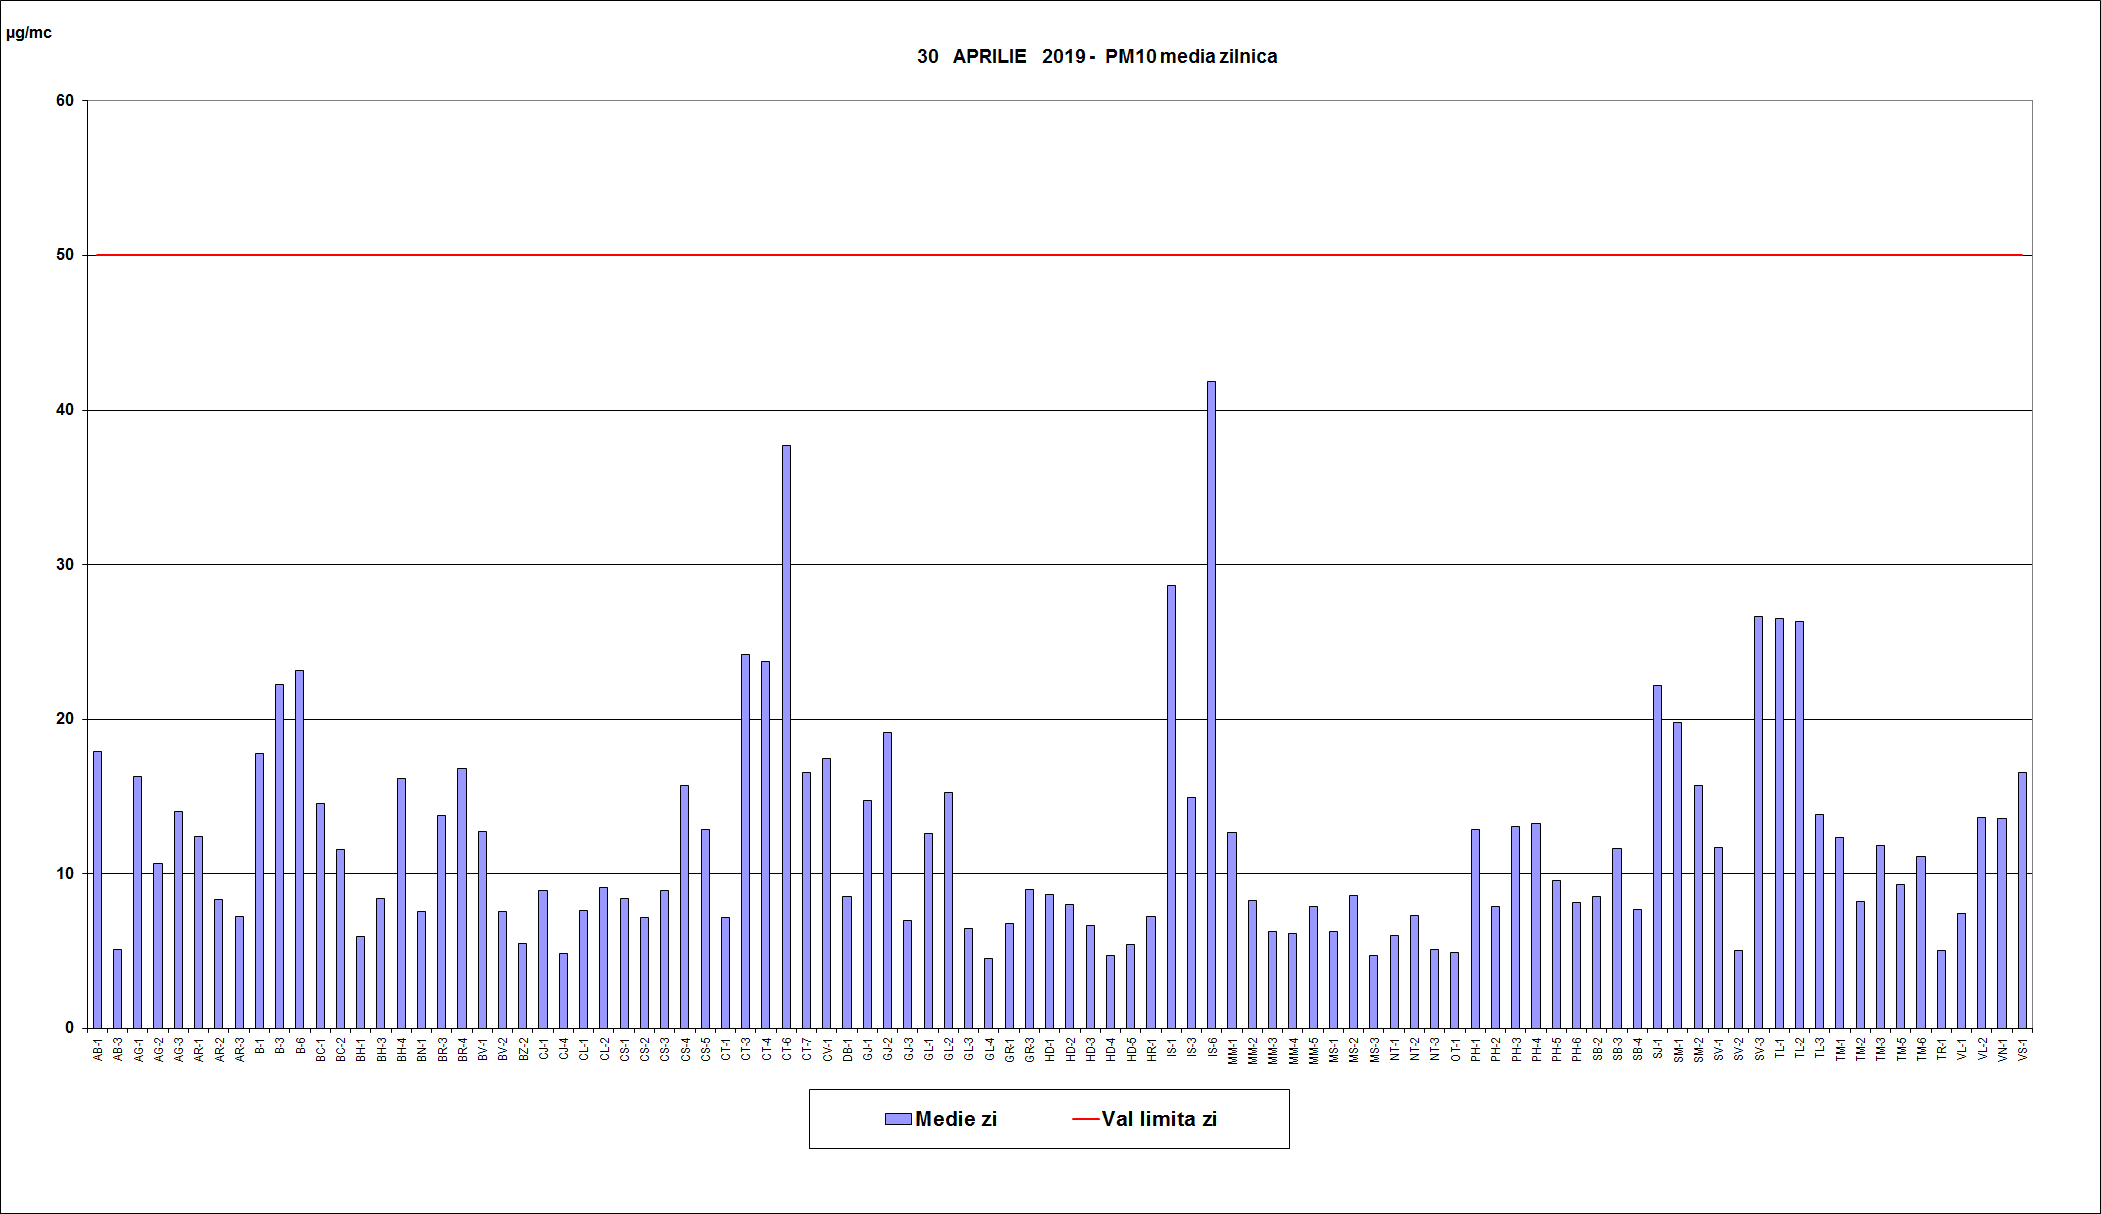 µg/mc
30 APRILIE 2019 - PM10 media zilnica
60
50
40
30
20
10
0
AB-1 AB-3 AG-1 AG-2 AG-3 AR-1 AR-2 AR-3 B-1 B-3 B-6 BC-1 BC-2 BH-1 BH-3 BH-4 BN-1 BR-3 BR-4 BV-1 BV-2 BZ-2 CJ-1 CJ-4 CL-1 CL-2 CS-1 CS-2 CS-3 CS-4 CS-5 CT-1 CT-3 CT-4 CT-6 CT-7 CV-1 DB-1 GJ-1 GJ-2 GJ-3 GL-1 GL-2 GL-3 GL-4 GR-1 GR-3 HD-1 HD-2 HD-3 HD-4 HD-5 HR-1 IS-1 IS-3 IS-6 MM-1 MM-2 MM-3 MM-4 MM-5 MS-1 MS-2 MS-3 NT-1 NT-2 NT-3 OT-1 PH-1 PH-2 PH-3 PH-4 PH-5 PH-6 SB-2 SB-3 SB-4 SJ-1 SM-1 SM-2 SV-1 SV-2 SV-3 TL-1 TL-2 TL-3 TM-1 TM-2 TM-3 TM-5 TM-6 TR-1 VL-1 VL-2 VN-1 VS-1
Medie zi Val limita zi